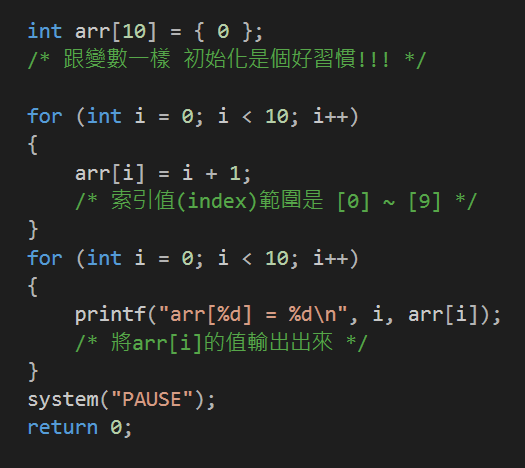 int arr[10] = { 0 };
/* 跟變數一樣 初始化是個好習慣!!! */
for (int i = 0; i < 10; i++)
{
arr[i] = i + 1;
/* 索引值(index)範圍是 [0] ~ [9] */
}
for (int i = 0; i < 10; i++)
{
printf("arr[%d] = %d\n", i, arr[i]);
/* 將arr[i]的值輸出出來 */
}
system("PAUSE");
return 0;